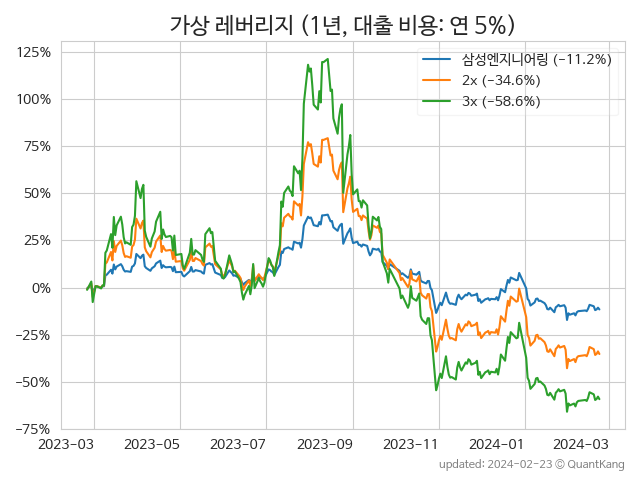 가상 레버리지 (1년, 대출 비용: 연 5%)
125%
100%
75%
50%
25%
0%
−25%
−50%
−75%
삼성엔지니어링 (−11.2%)
2x (−34.6%)
3x (−58.6%)
2023-03 2023-05 2023-07 2023-09 2023-11 2024-01 2024-03
updated: 2024-02-23 © QuantKang